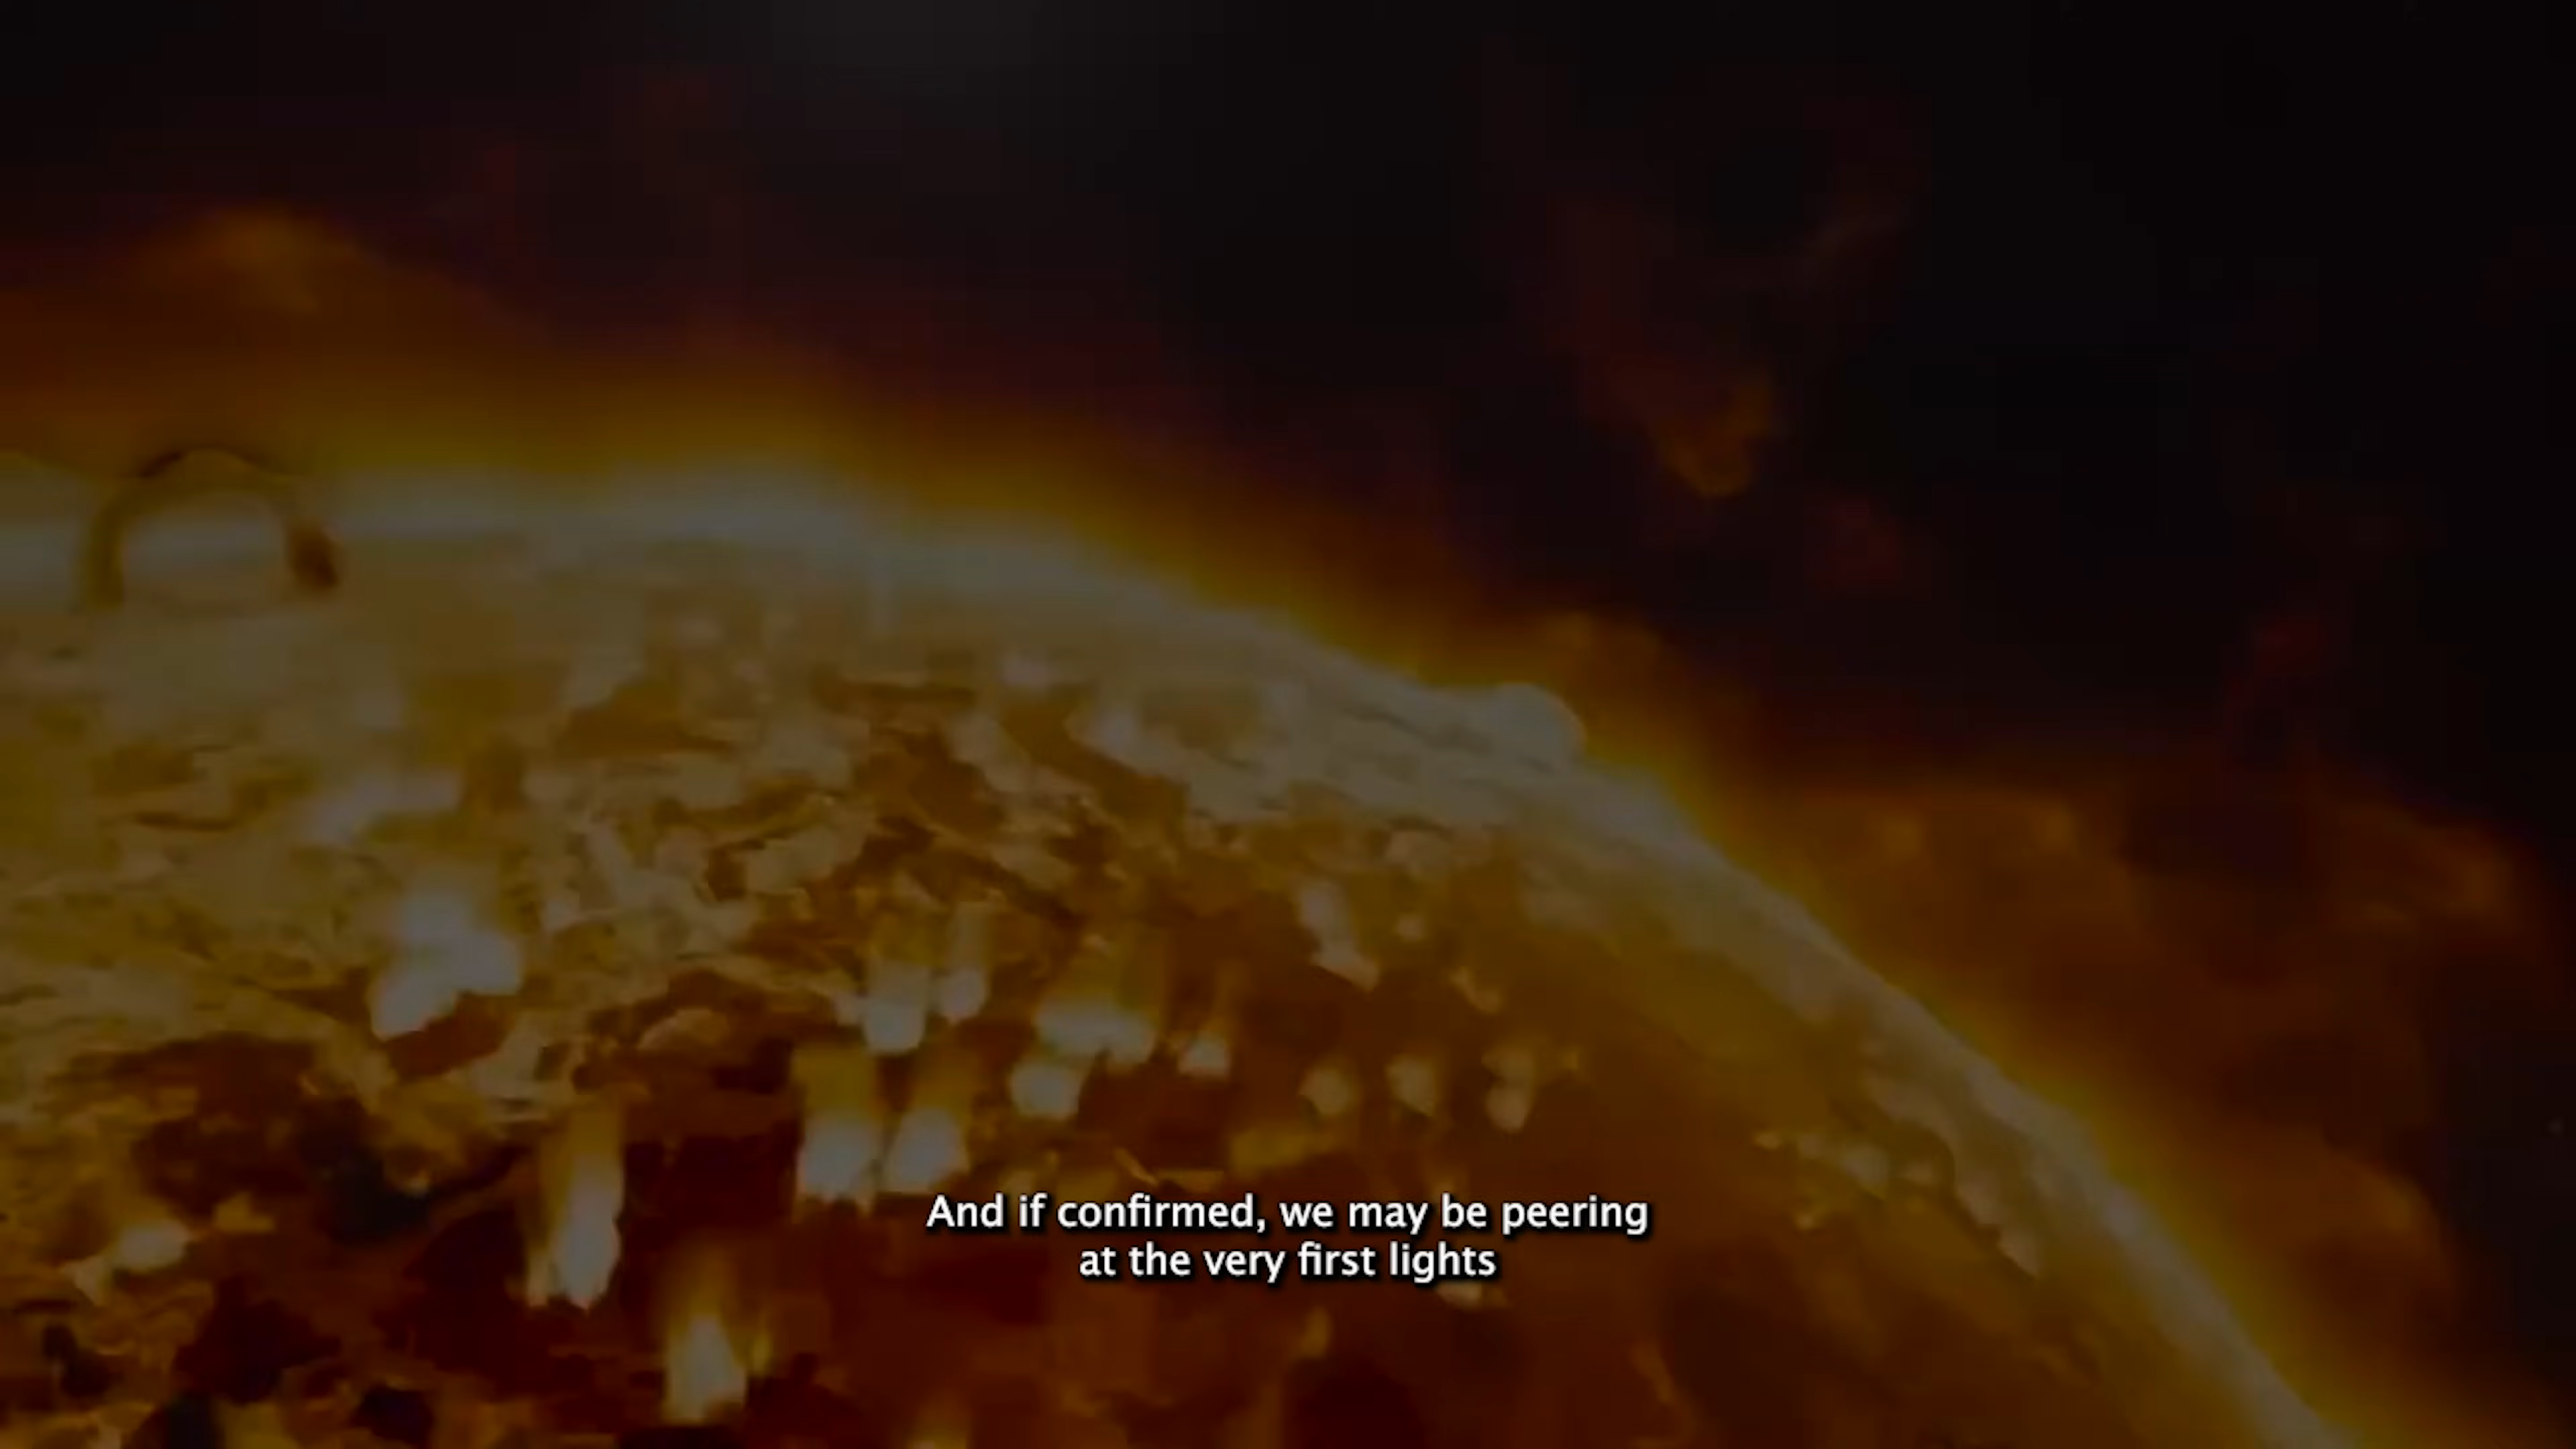 And if confirmed, we may be peering
at the very first lights